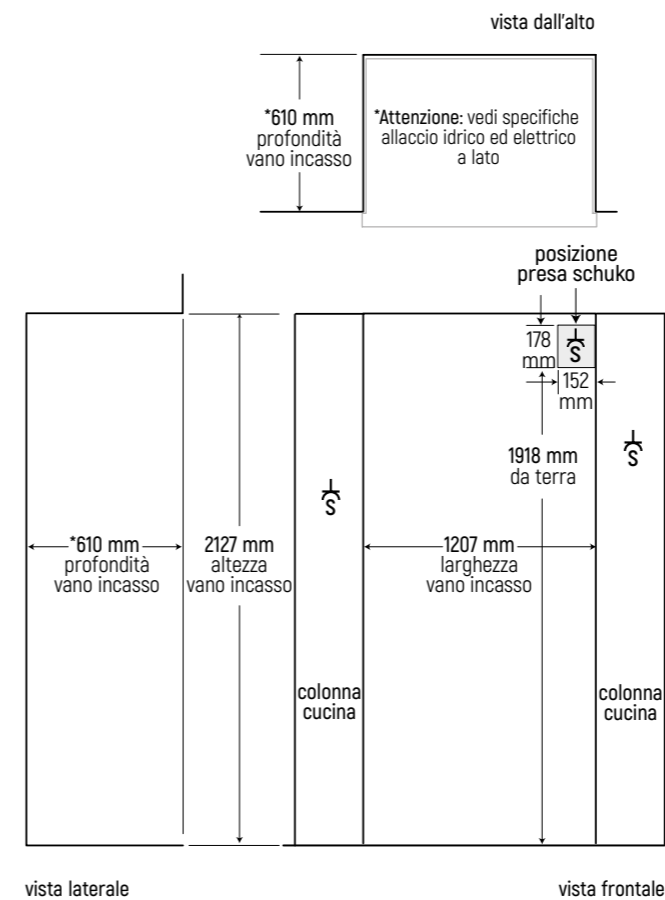 vista dall'alto
*610 mm
profondità
vano incasso
*Attenzione: vedi specifiche
allaccio idrico ed elettrico
a lato
posizione
presa schuko
178
mm
S
152
mm
1918 mm
da terra
S
S
*610 mm
profondità
vano incasso
2127 mm
altezza
vano incasso
1207 mm
larghezza
vano incasso
colonna
cucina
colonna
cucina
vista laterale
vista frontale